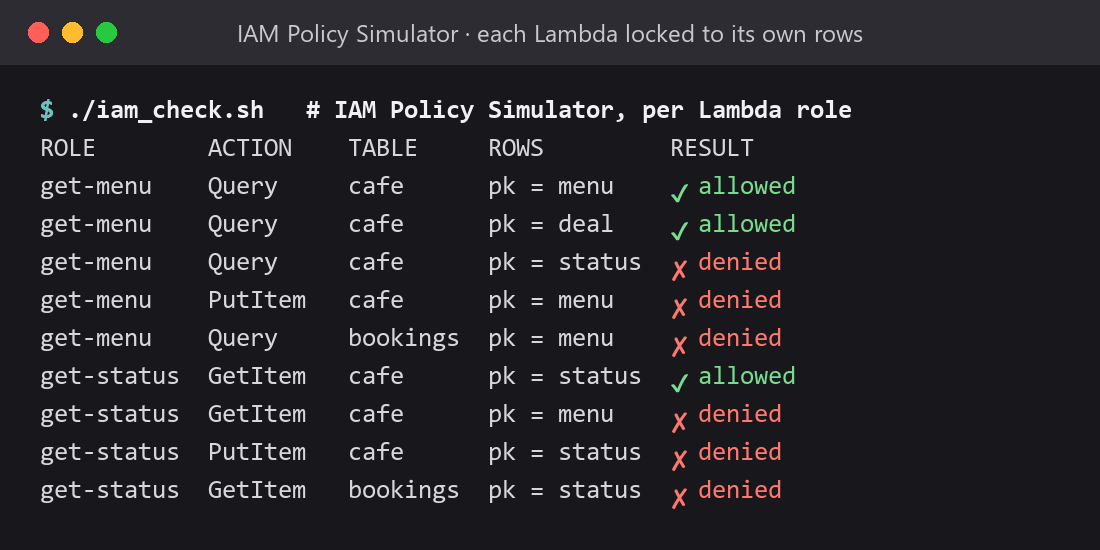 IAM Policy Simulator · each Lambda locked to its own rows
$ ./iam_check.sh   # IAM Policy Simulator, per Lambda role
ROLE        ACTION    TABLE     ROWS         RESULT
get-menu    Query     cafe      pk = menu    ✓ allowed
get-menu    Query     cafe      pk = deal    ✓ allowed
get-menu    Query     cafe      pk = status  ✗ denied
get-menu    PutItem   cafe      pk = menu    ✗ denied
get-menu    Query     bookings  pk = menu    ✗ denied
get-status  GetItem   cafe      pk = status  ✓ allowed
get-status  GetItem   cafe      pk = menu    ✗ denied
get-status  PutItem   cafe      pk = status  ✗ denied
get-status  GetItem   bookings  pk = status  ✗ denied